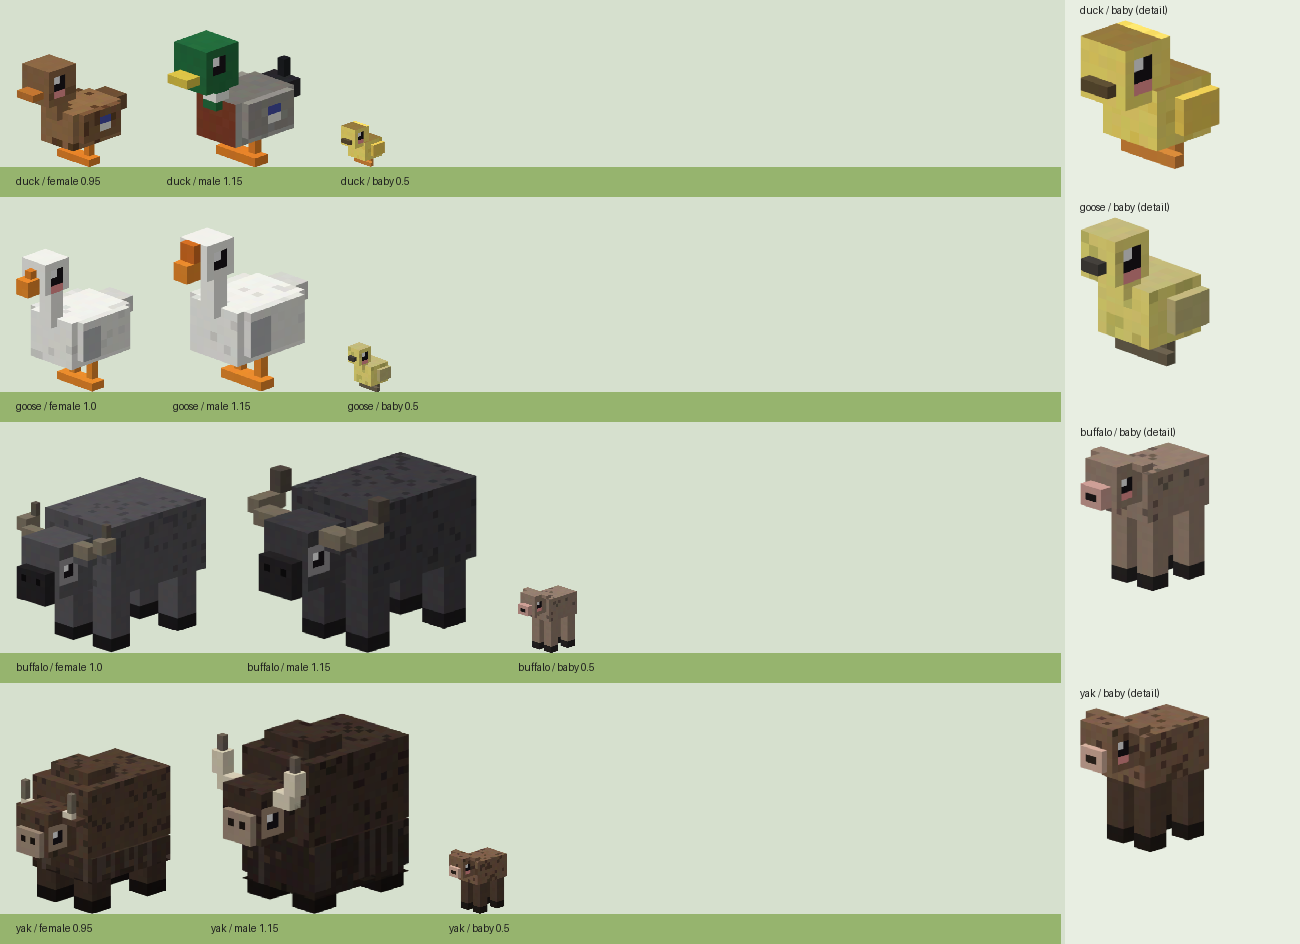 duck / baby (detail)
duck / female 0.95
duck / male 1.15
duck / baby 0.5
goose / baby (detail)
goose / female 1.0
goose / male 1.15
goose / baby 0.5
buffalo / baby (detail)
buffalo / female 1.0
buffalo / male 1.15
buffalo / baby 0.5
yak / baby (detail)
yak / female 0.95
yak / male 1.15
yak / baby 0.5